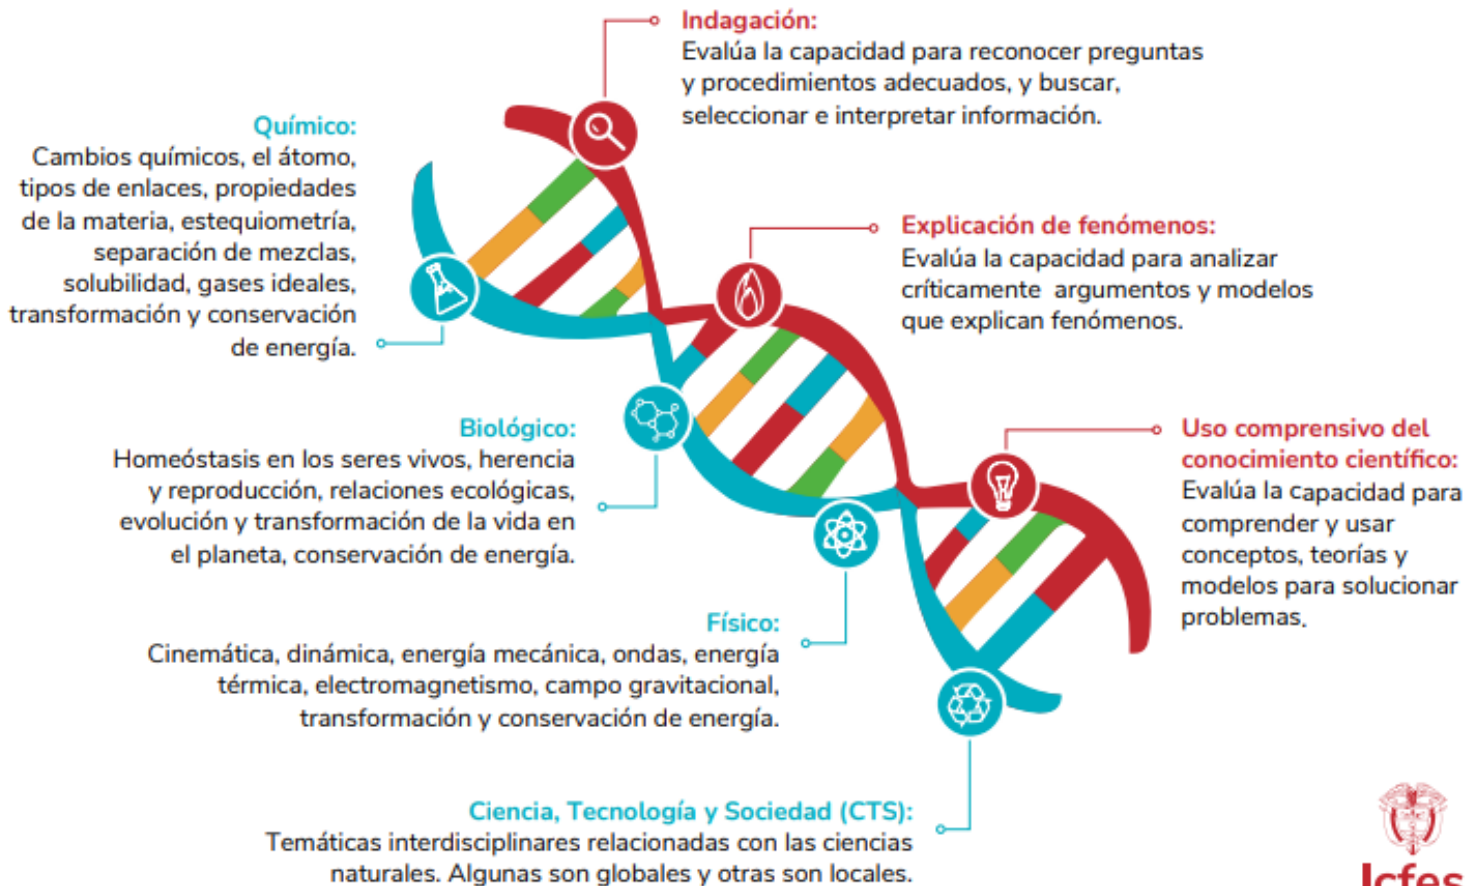 Indagación:
Evalúa la capacidad para reconocer preguntas
y procedimientos adecuados, y buscar,
seleccionar e interpretar información.
Químico:
Cambios químicos, el átomo,
tipos de enlaces, propiedades
de la materia, estequiometría,
separación de mezclas,
solubilidad, gases ideales,
transformación y conservación
de energía.
Explicación de fenómenos:
Evalúa la capacidad para analizar
críticamente argumentos y modelos
que explican fenómenos.
Biológico:
Homeóstasis en los seres vivos, herencia
y reproducción, relaciones ecológicas,
evolución y transformación de la vida en
el planeta, conservación de energía.
Uso comprensivo del
conocimiento científico:
Evalúa la capacidad para
comprender y usar
conceptos, teorías y
modelos para solucionar
problemas.
Físico:
Cinemática, dinámica, energía mecánica, ondas, energía
térmica, electromagnetismo, campo gravitacional,
transformación y conservación de energía.
Ciencia, Tecnología y Sociedad (CTS):
Temáticas interdisciplinares relacionadas con las ciencias
naturales. Algunas son globales y otras son locales.
Icfes